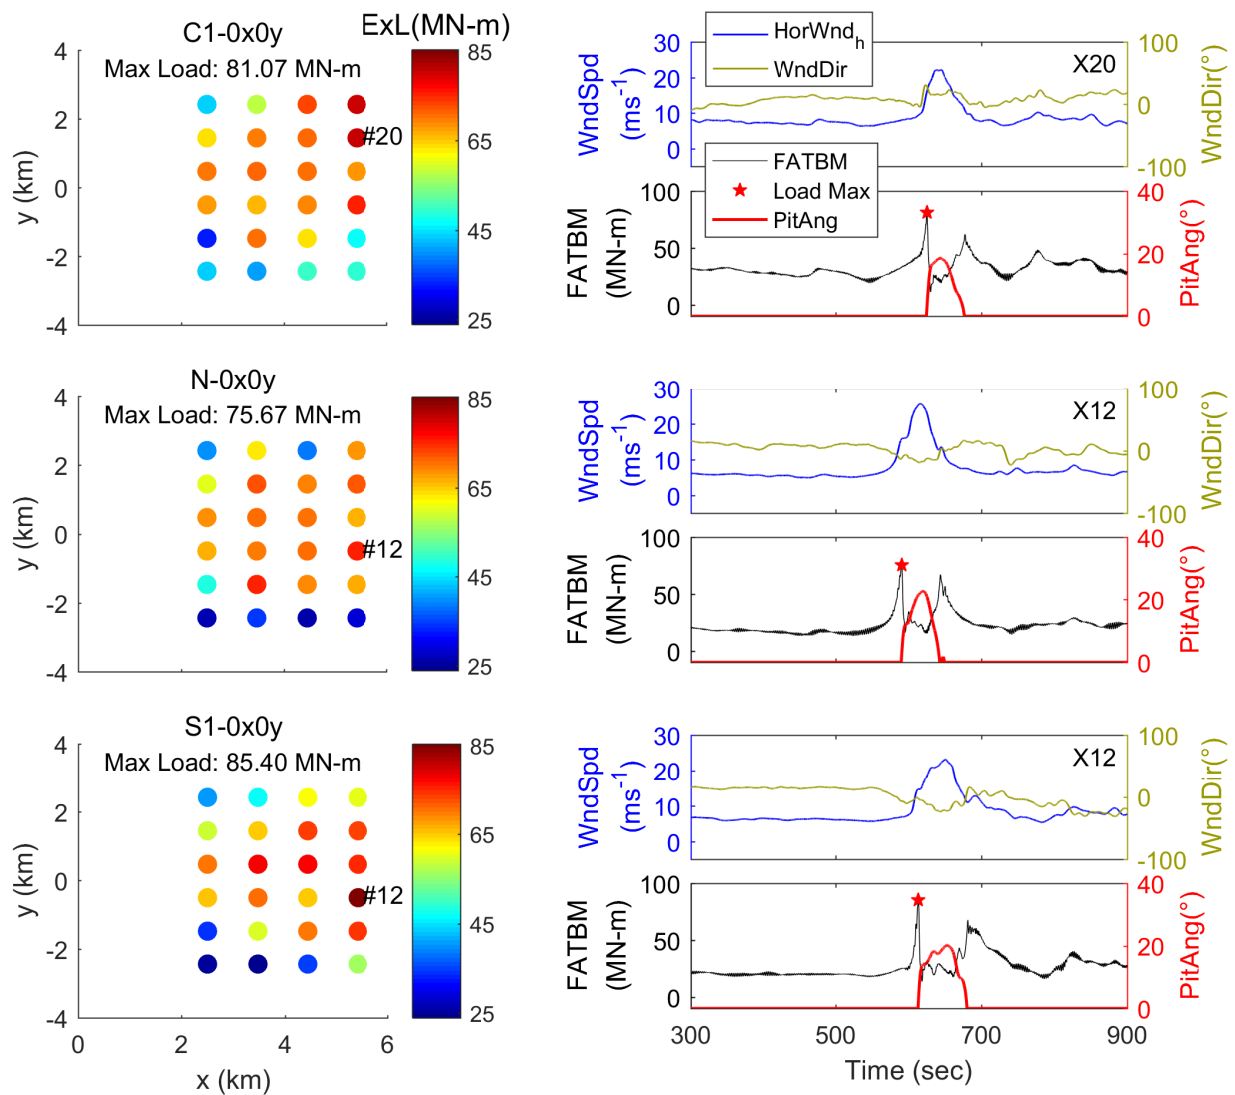 C1-0x0y
ExL(MN-m)
Max Load: 81.07 MN-m
4
2
0
-2
-4
y (km)
0
2
4
6
#20
85
65
45
25
HorWnd_h
WndDir
X20
30
20
10
0
WndSpd
(ms^-1)
100
0
-100
WndDir(°)
FATBM
Load Max
PitAng
100
50
0
FATBM
(MN-m)
40
20
0
PitAng(°)
N-0x0y
Max Load: 75.67 MN-m
4
2
0
-2
-4
y (km)
#12
85
65
45
25
X12
30
20
10
0
WndSpd
(ms^-1)
100
0
-100
WndDir(°)
100
50
0
FATBM
(MN-m)
40
20
0
PitAng(°)
S1-0x0y
Max Load: 85.40 MN-m
4
2
0
-2
-4
y (km)
0
2
4
6
x (km)
#12
85
65
45
25
X12
30
20
10
0
WndSpd
(ms^-1)
100
0
-100
WndDir(°)
100
50
0
FATBM
(MN-m)
40
20
0
PitAng(°)
300
500
700
900
Time (sec)